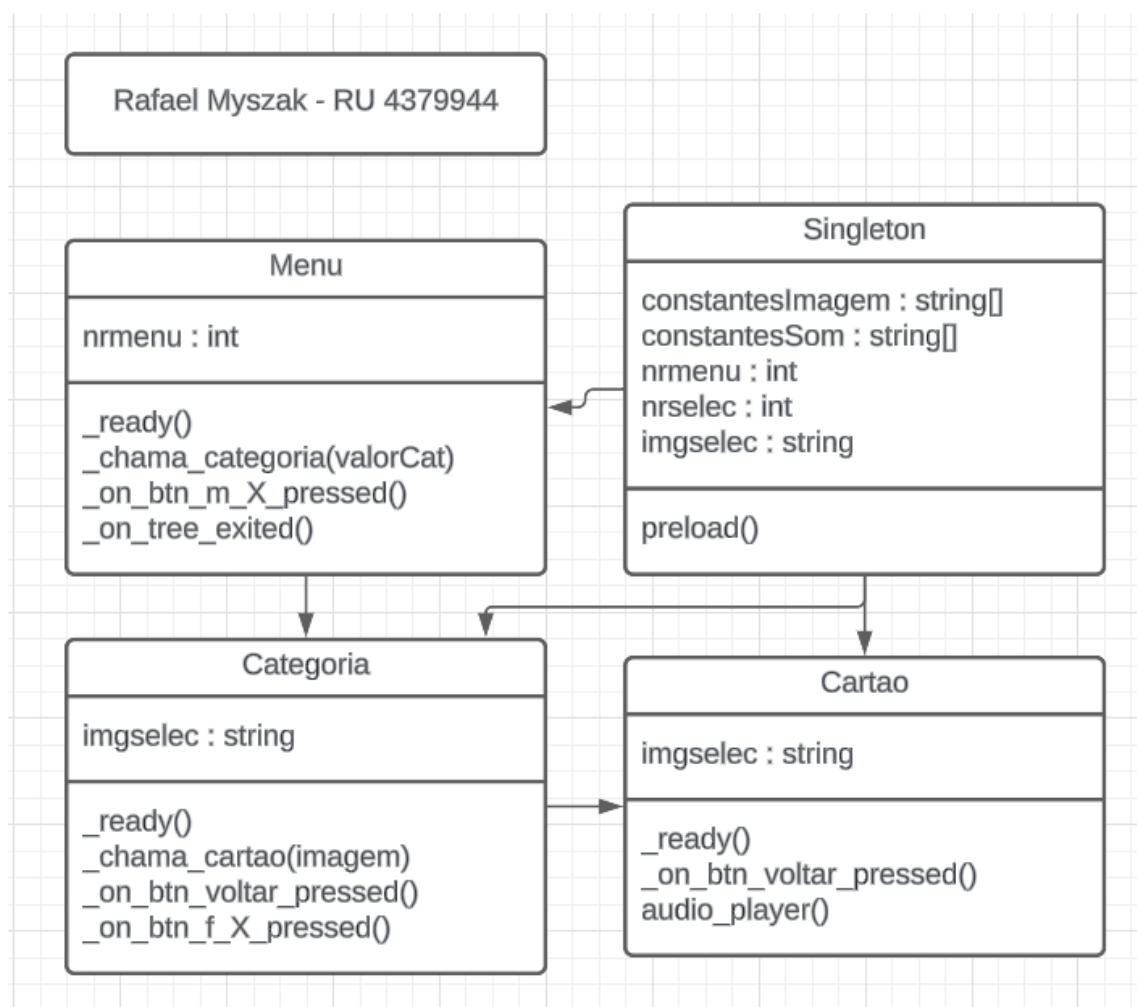 Rafael Myszak - RU 4379944
Menu
nrmenu : int
_ready()
_chama_categoria(valorCat)
_on_btn_m_X_pressed()
_on_tree_exited()
Singleton
constantesImagem : string[]
constantesSom : string[]
nrmenu : int
nrselec : int
imgselec : string
preload()
Categoria
imgselec : string
_ready()
_chama_cartao(imagem)
_on_btn_voltar_pressed()
_on_btn_f_X_pressed()
Cartao
imgselec : string
_ready()
_on_btn_voltar_pressed()
audio_player()